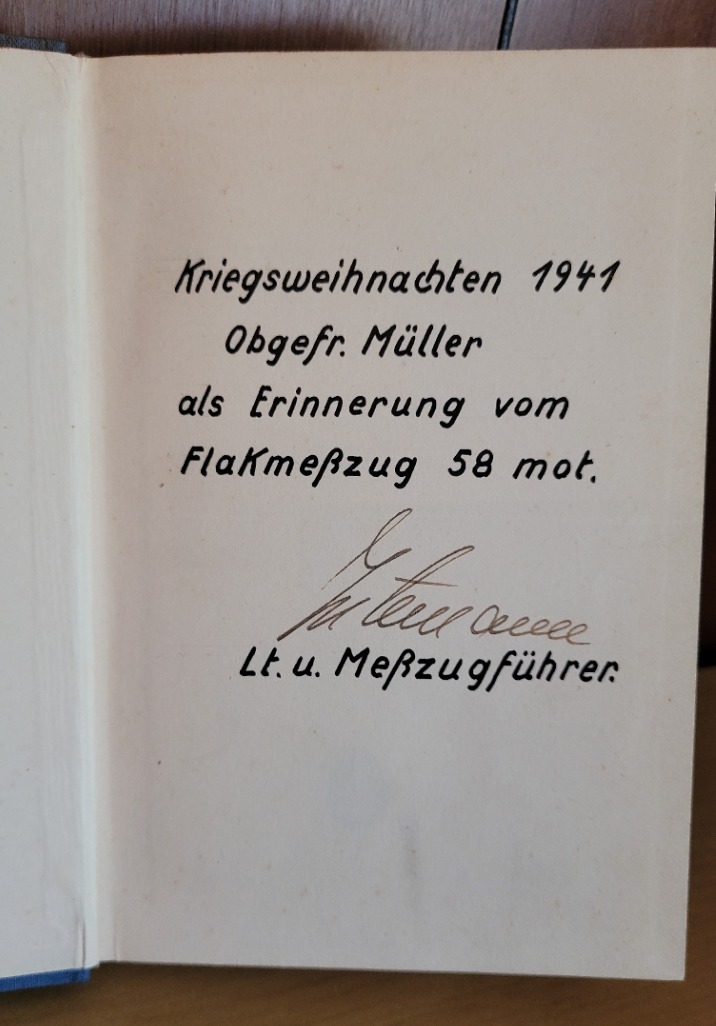 Kriegsweihnachten 1941
Obgefr. Müller
als Erinnerung vom
Flakmeßzug 58 mot.
Lt. u. Meßzugführer.